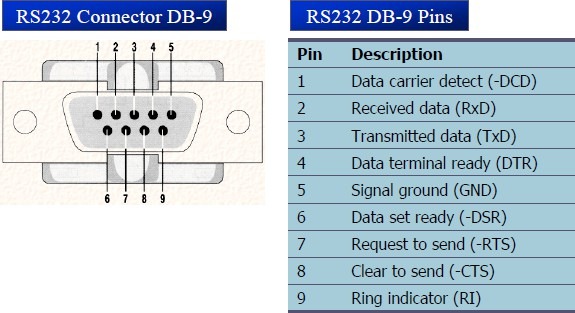 RS232 Connector DB-9
1 2 3 4 5
6 7 8 9
RS232 DB-9 Pins
Pin Description
1 Data carrier detect (-DCD)
2 Received data (RxD)
3 Transmitted data (TxD)
4 Data terminal ready (DTR)
5 Signal ground (GND)
6 Data set ready (-DSR)
7 Request to send (-RTS)
8 Clear to send (-CTS)
9 Ring indicator (RI)